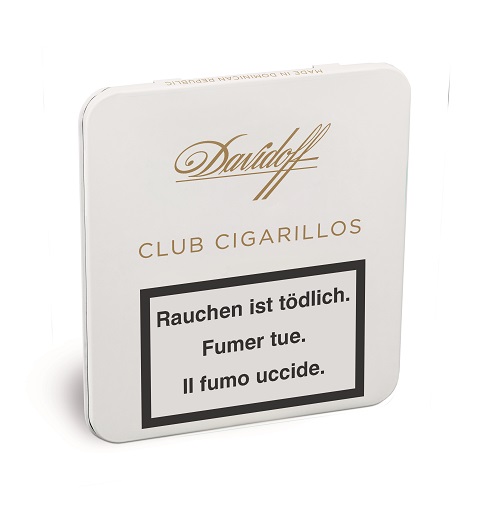 MADE IN DOMINICAN REPUBLIC
Davidoff
CLUB CIGARILLOS
Rauchen ist tödlich.
Fumer tue.
Il fumo uccide.